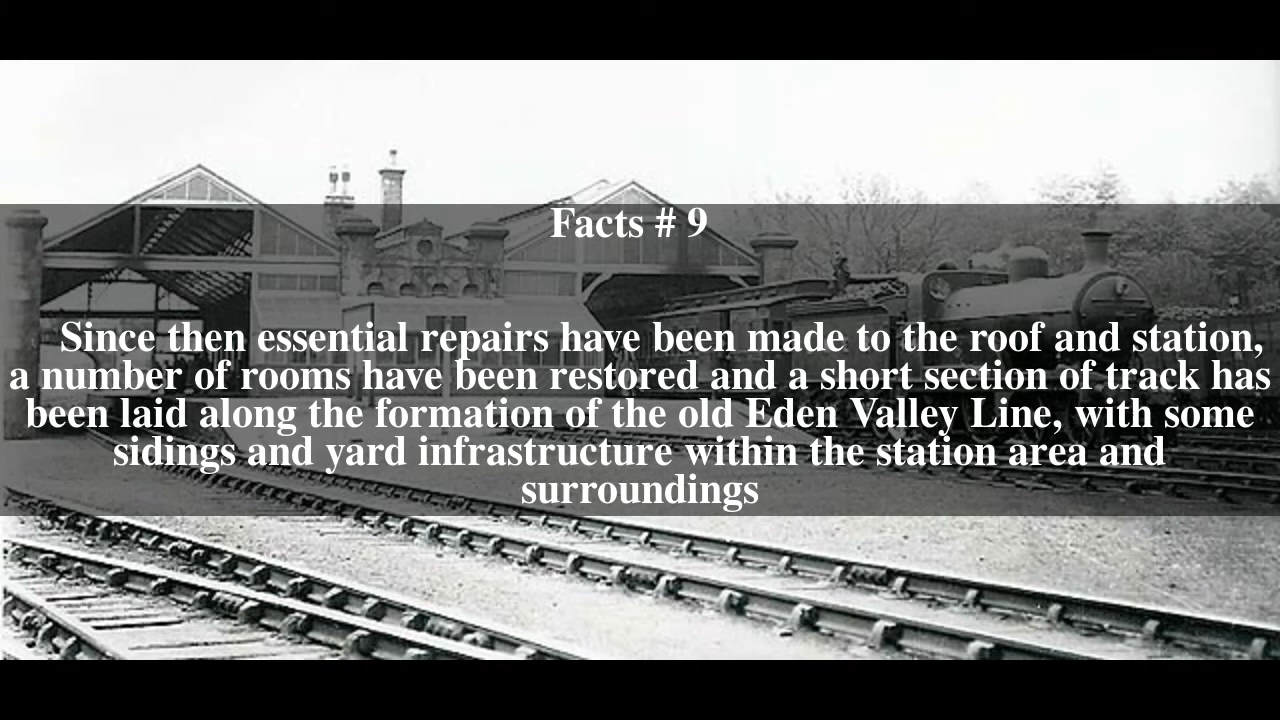 Facts # 9
Since then essential repairs have been made to the roof and station,
a number of rooms have been restored and a short section of track has
been laid along the formation of the old Eden Valley Line, with some
sidings and yard infrastructure within the station area and
surroundings